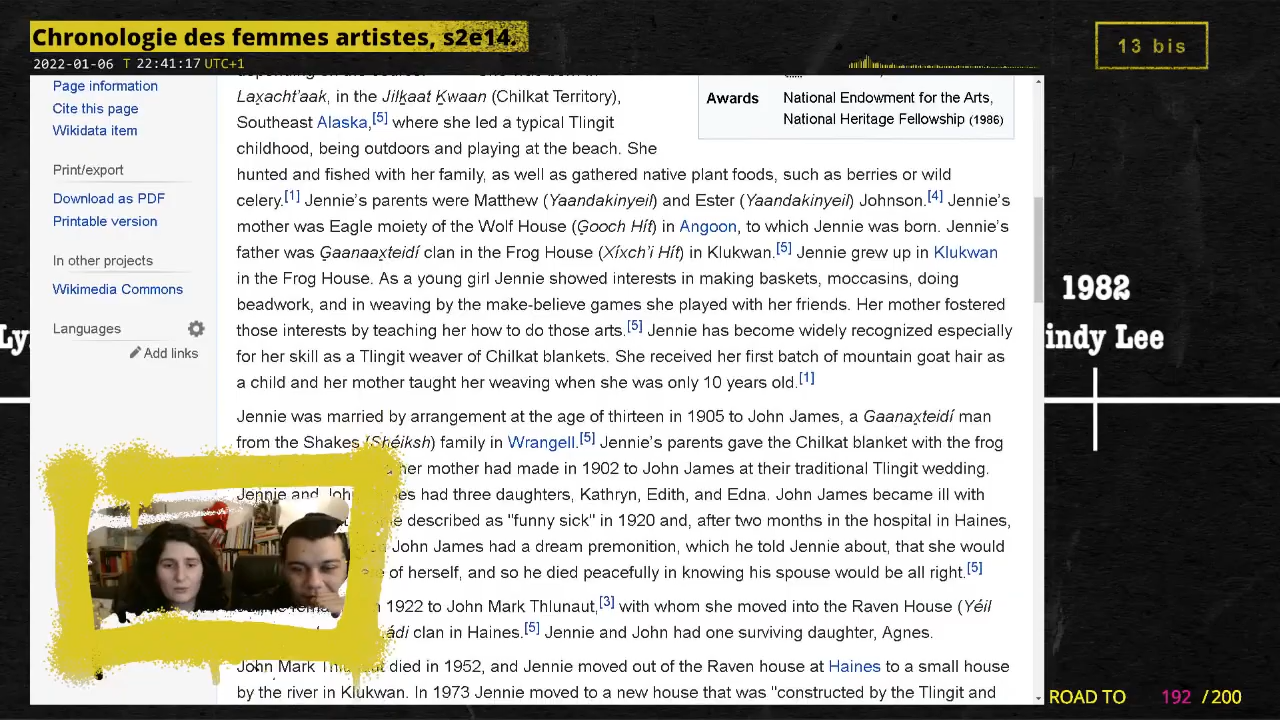 Chronologie des femmes artistes, s2e14.
2022-01-06 T 22:41:17 UTC+1
13 bis
Page information
Cite this page
Wikidata item
Print/export
Download as PDF
Printable version
In other projects
Wikimedia Commons
Languages
Add links
Awards National Endowment for the Arts,
National Heritage Fellowship (1986)
Lax̱acht'aak, in the Jilḵaat Ḵwaan (Chilkat Territory),
Southeast Alaska,[5] where she led a typical Tlingit
childhood, being outdoors and playing at the beach. She
hunted and fished with her family, as well as gathered native plant foods, such as berries or wild
celery.[1] Jennie's parents were Matthew (Yaandakinyeil) and Ester (Yaandakinyeil) Johnson.[4] Jennie's
mother was Eagle moiety of the Wolf House (G̱ooch Hít) in Angoon, to which Jennie was born. Jennie's
father was G̱aanaax̱teidí clan in the Frog House (Xíxch'i Hít) in Klukwan.[5] Jennie grew up in Klukwan
in the Frog House. As a young girl Jennie showed interests in making baskets, moccasins, doing
beadwork, and in weaving by the make-believe games she played with her friends. Her mother fostered
those interests by teaching her how to do those arts.[5] Jennie has become widely recognized especially
for her skill as a Tlingit weaver of Chilkat blankets. She received her first batch of mountain goat hair as
a child and her mother taught her weaving when she was only 10 years old.[1]
Jennie was married by arrangement at the age of thirteen in 1905 to John James, a Gaanax̱teidí man
from the Shakes (Shéiksh) family in Wrangell.[5] Jennie's parents gave the Chilkat blanket with the frog
her mother had made in 1902 to John James at their traditional Tlingit wedding.
Jennie and John James had three daughters, Kathryn, Edith, and Edna. John James became ill with
described as "funny sick" in 1920 and, after two months in the hospital in Haines,
John James had a dream premonition, which he told Jennie about, that she would
of herself, and so he died peacefully in knowing his spouse would be all right.[5]
1922 to John Mark Thlunaut,[3] with whom she moved into the Raven House (Yéil
clan in Haines.[5] Jennie and John had one surviving daughter, Agnes.
John Mark Thlunaut died in 1952, and Jennie moved out of the Raven house at Haines to a small house
by the river in Klukwan. In 1973 Jennie moved to a new house that was "constructed by the Tlingit and
1982
indy Lee
Ly
ROAD TO 192 / 200